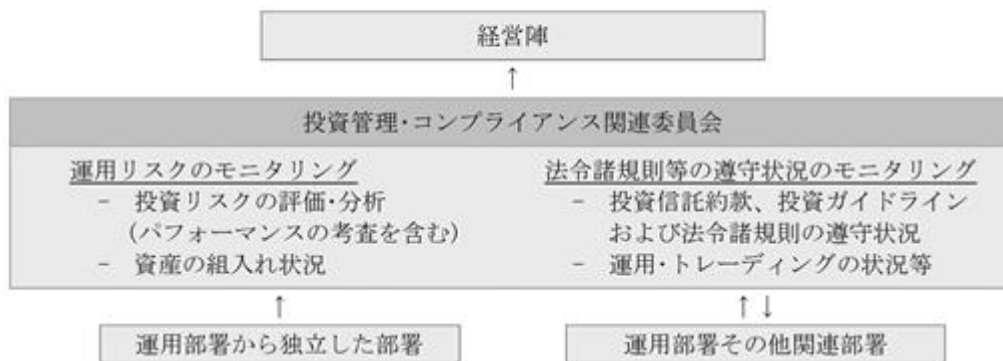 経営陣
↑
投資管理・コンプライアンス関連委員会
運用リスクのモニタリング
- 投資リスクの評価・分析
(パフォーマンスの考査を含む)
- 資産の組入れ状況
法令諸規則等の遵守状況のモニタリング
- 投資信託約款、投資ガイドライン
および法令諸規則の遵守状況
- 運用・トレーディングの状況等
↑
↑↓
運用部署から独立した部署
運用部署その他関連部署